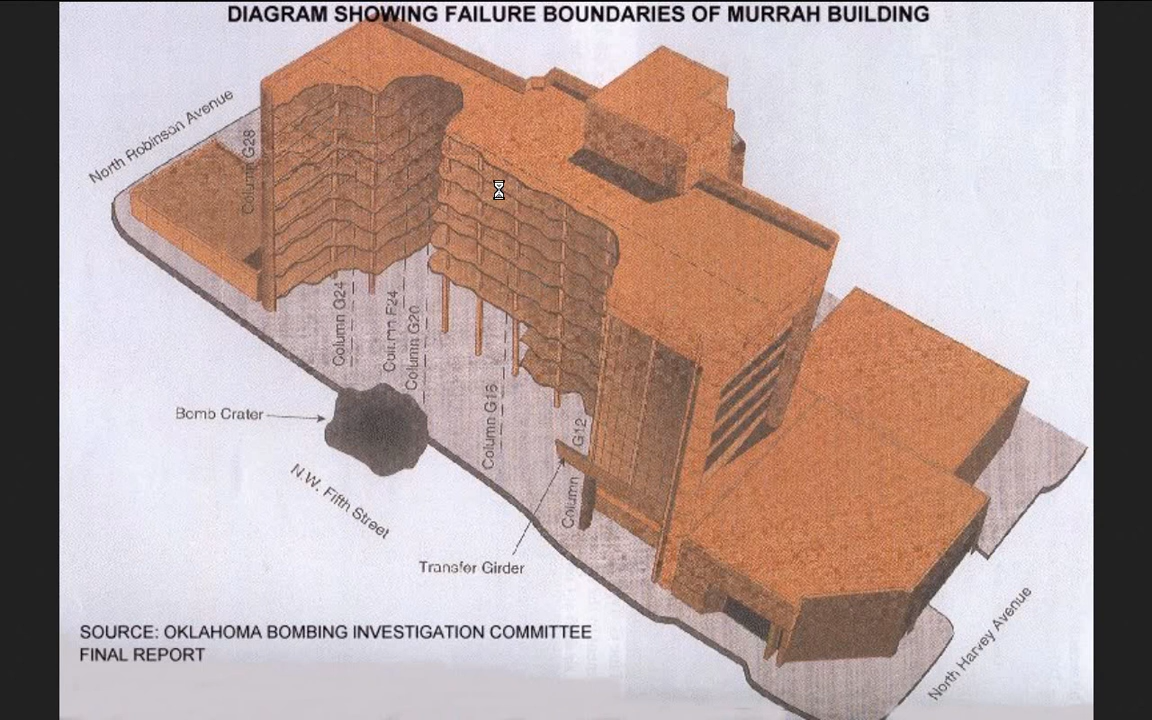 DIAGRAM SHOWING FAILURE BOUNDARIES OF MURRAH BUILDING
North Robinson Avenue
Column G28
Column G24
Column F24
Column G20
Column G16
Column G12
Bomb Crater
N.W. Fifth Street
Transfer Girder
SOURCE: OKLAHOMA BOMBING INVESTIGATION COMMITTEE
FINAL REPORT
North Harvey Avenue